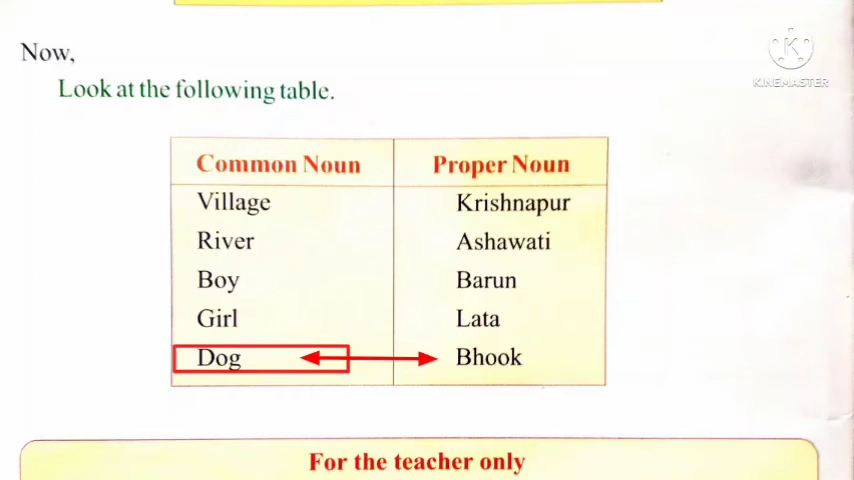 Now,
Look at the following table.
KINEMASTER
Common Noun Proper Noun
Village Krishnapur
River Ashawati
Boy Barun
Girl Lata
Dog Bhook
For the teacher only